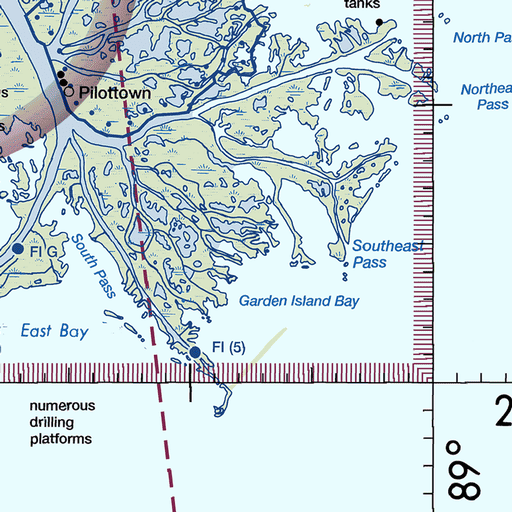 tanks
North Pa
Northea
Pass
s
Pilottown
Fl G
South Pass
Southeast
Pass
Garden Island Bay
East Bay
Fl (5)
numerous
drilling
platforms
2
89°